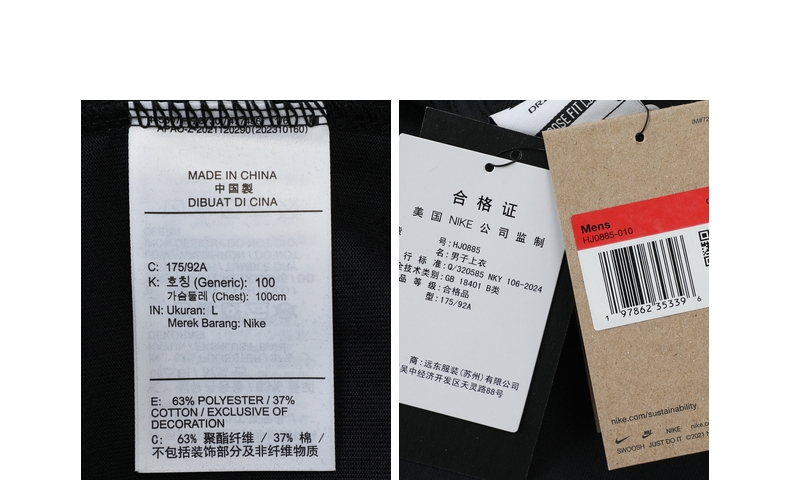 APAO-Z-2021120290(202310160)
MADE IN CHINA
中国製
DIBUAT DI CINA
C: 175/92A
K: 호칭 (Generic): 100
가슴둘레 (Chest): 100cm
IN: Ukuran: L
Merek Barang: Nike
E: 63% POLYESTER / 37%
COTTON / EXCLUSIVE OF
DECORATION
C: 63% 聚酯纤维 / 37% 棉 /
不包括装饰部分及非纤维物质
合格证
美国 NIKE 公司监制
号: HJ0885
名: 男子上衣
行标准: Q/320585 NKY 106-2024
全技术类别: GB 18401 B类
品等级: 合格品
型: 175/92A
商: 远东服装(苏州)有限公司
吴中经济开发区天灵路88号
Mens
HJ0885-010
1 97862 35339 6
nike.com/sustainability
NIKE
SWOOSH JUST DO IT ©2021